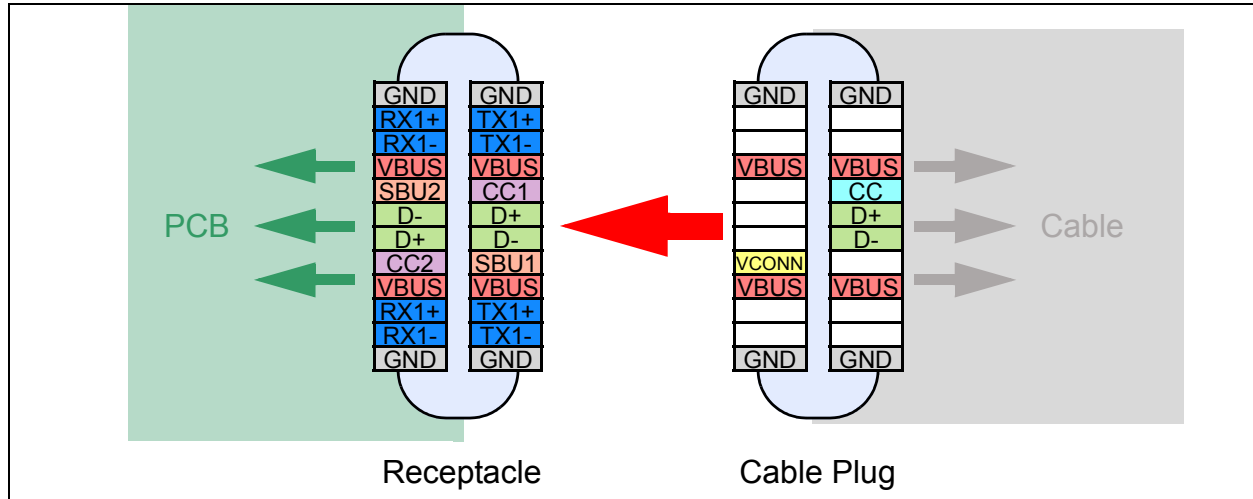 GND GND GND GND
RX1+ TX1+
RX1- TX1-
VBUS VBUS VBUS VBUS
SBU2 CC1 CC
PCB D- D+ D+ Cable
D+ D- D-
CC2 SBU1 VCONN
VBUS VBUS VBUS VBUS
RX1+ TX1+
RX1- TX1-
GND GND GND GND
Receptacle Cable Plug